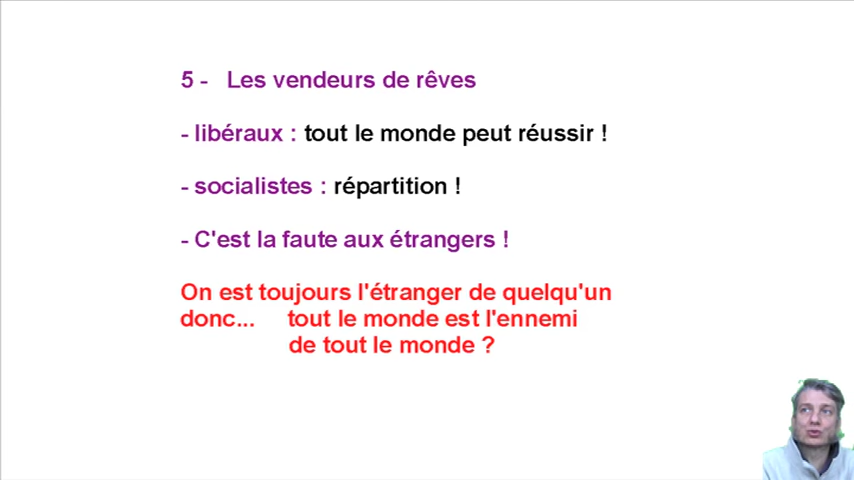 5 - Les vendeurs de rêves
- libéraux : tout le monde peut réussir !
- socialistes : répartition !
- C'est la faute aux étrangers !
On est toujours l'étranger de quelqu'un
donc... tout le monde est l'ennemi
de tout le monde ?